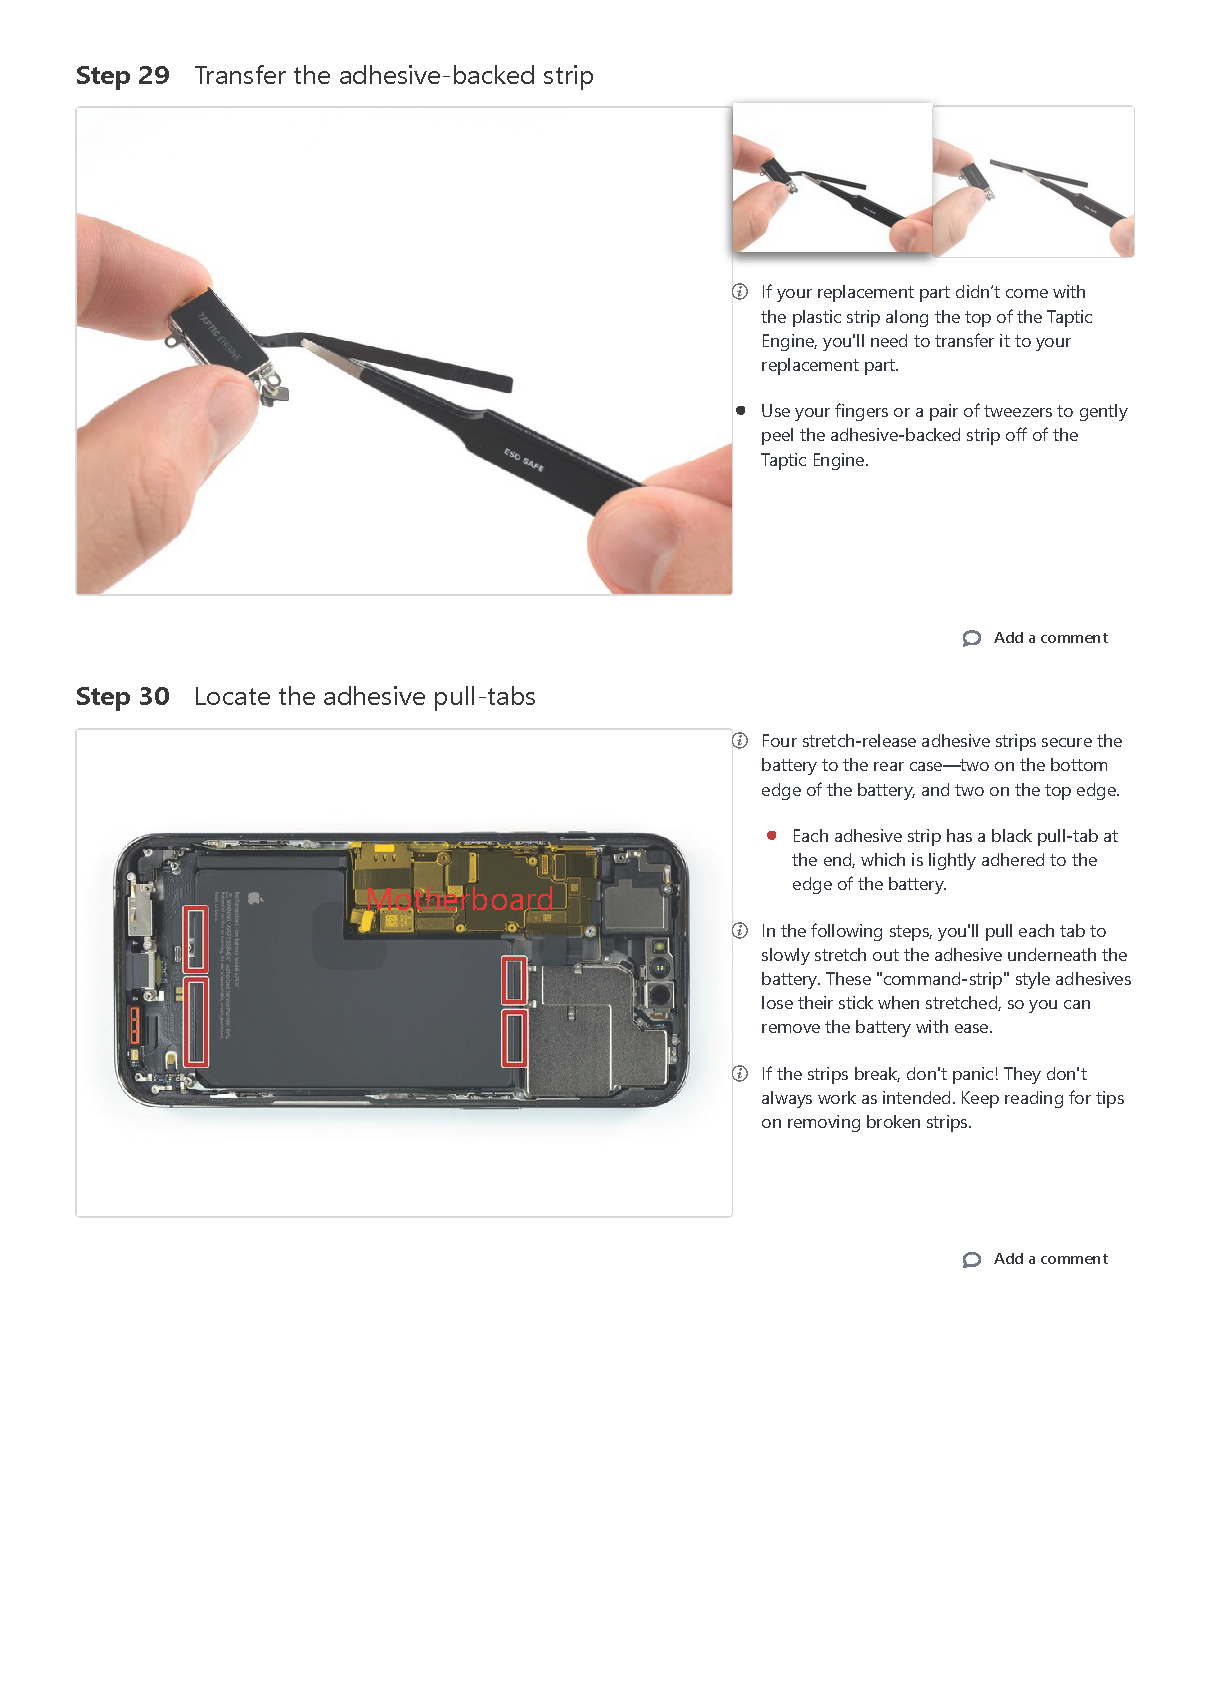 Step 29 Transfer the adhesive-backed strip
TAPTIC ENGINE
ESD SAFE
If your replacement part didn't come with
the plastic strip along the top of the Taptic
Engine, you'll need to transfer it to your
replacement part.
Use your fingers or a pair of tweezers to gently
peel the adhesive-backed strip off of the
Taptic Engine.
Add a comment
Step 30 Locate the adhesive pull-tabs
Motherboard
Four stretch-release adhesive strips secure the
battery to the rear case—two on the bottom
edge of the battery, and two on the top edge.
Each adhesive strip has a black pull-tab at
the end, which is lightly adhered to the
edge of the battery.
In the following steps, you'll pull each tab to
slowly stretch out the adhesive underneath the
battery. These "command-strip" style adhesives
lose their stick when stretched, so you can
remove the battery with ease.
If the strips break, don't panic! They don't
always work as intended. Keep reading for tips
on removing broken strips.
Add a comment